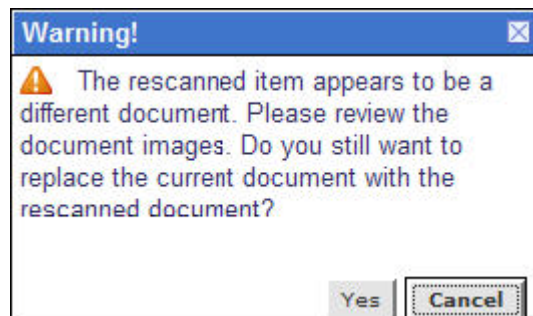 Warning!
The rescanned item appears to be a
different document. Please review the
document images. Do you still want to
replace the current document with the
rescanned document?
Yes Cancel